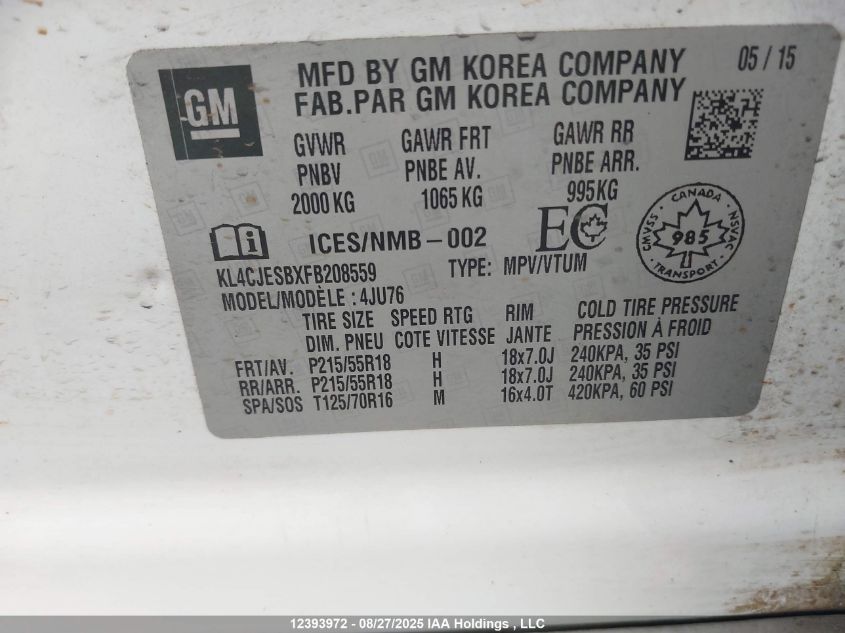 GM
MFD BY GM KOREA COMPANY 05 / 15
FAB.PAR GM KOREA COMPANY
GVWR GAWR FRT GAWR RR
PNBV PNBE AV. PNBE ARR.
2000 KG 1065 KG 995KG
i ICES/NMB-002 EC
CANADA
CMVSS NSVAC
985
TRANSPORT
KL4CJESBXFB208559 TYPE: MPV/VTUM
MODEL/MODÈLE : 4JU76
TIRE SIZE SPEED RTG RIM COLD TIRE PRESSURE
DIM. PNEU COTE VITESSE JANTE PRESSION À FROID
FRT/AV. P215/55R18 H 18x7.0J 240KPA, 35 PSI
RR/ARR. P215/55R18 H 18x7.0J 240KPA, 35 PSI
SPA/SOS T125/70R16 M 16x4.0T 420KPA, 60 PSI
12393972 - 08/27/2025 IAA Holdings , LLC